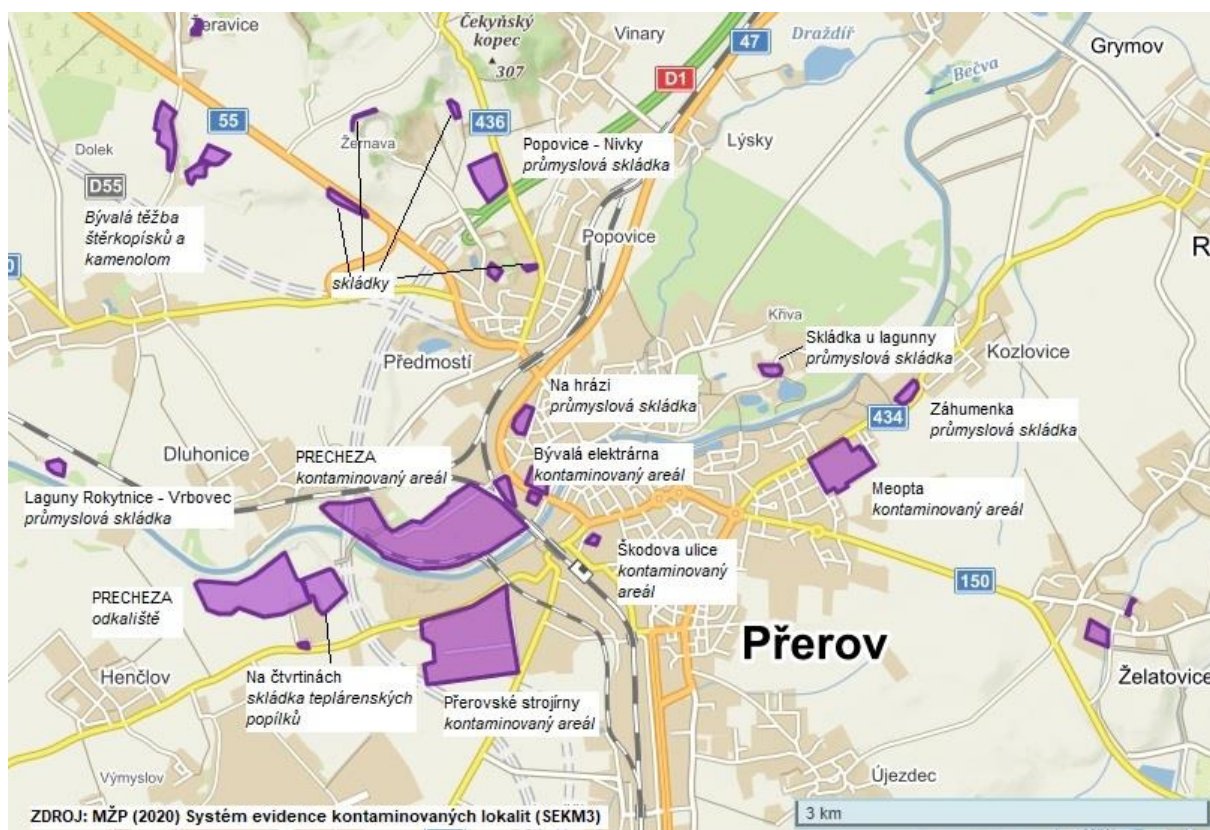 Žeravice
Čekyňský
kopec
307
Vinary
47
Draždíř
Grymov
D1
Bečva
55
436
Dolek
Žernava
Popovice - Nivky
průmyslová skládka
Lýsky
D55
Bývalá těžba
štěrkopísků a
kamenolom
Popovice
R
0
skládky
Křiva
Skládka u lagunny
průmyslová skládka
Kozlovice
Předmostí
Na hrázi
průmyslová skládka
434
Záhumenka
průmyslová skládka
Dluhonice
PRECHEZA
kontaminovaný areál
Bývalá elektrárna
kontaminovaný areál
Laguny Rokytnice - Vrbovec
průmyslová skládka
Meopta
kontaminovaný areál
Škodova ulice
kontaminovaný
areál
150
PRECHEZA
odkaliště
Přerov
Henčlov
Na čtvrtinách
skládka teplárenských
popílků
Přerovské strojírny
kontaminovaný areál
Želatovice
Výmyslov
Újezdec
ZDROJ: MŽP (2020) Systém evidence kontaminovaných lokalit (SEKM3)
3 km